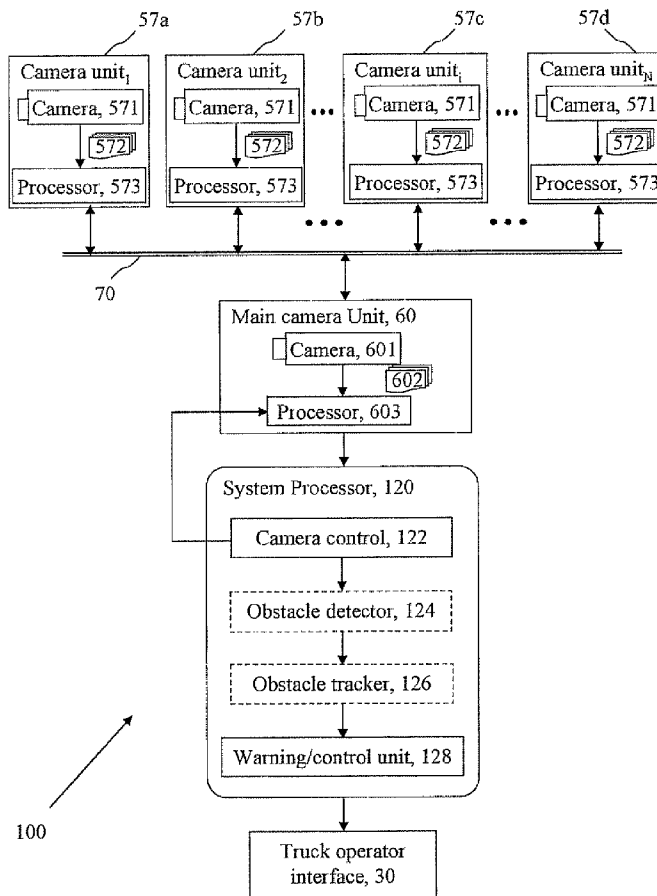 57a 57b 57c 57d
Camera unit1 Camera unit2 Camera uniti Camera unitN
Camera, 571 Camera, 571 ••• Camera, 571 ••• Camera, 571
572 572 572 572
Processor, 573 Processor, 573 Processor, 573 Processor, 573
••• •••
70
Main camera Unit, 60
Camera, 601
602
Processor, 603
System Processor, 120
Camera control, 122
Obstacle detector, 124
Obstacle tracker, 126
Warning/control unit, 128
100
Truck operator
interface, 30